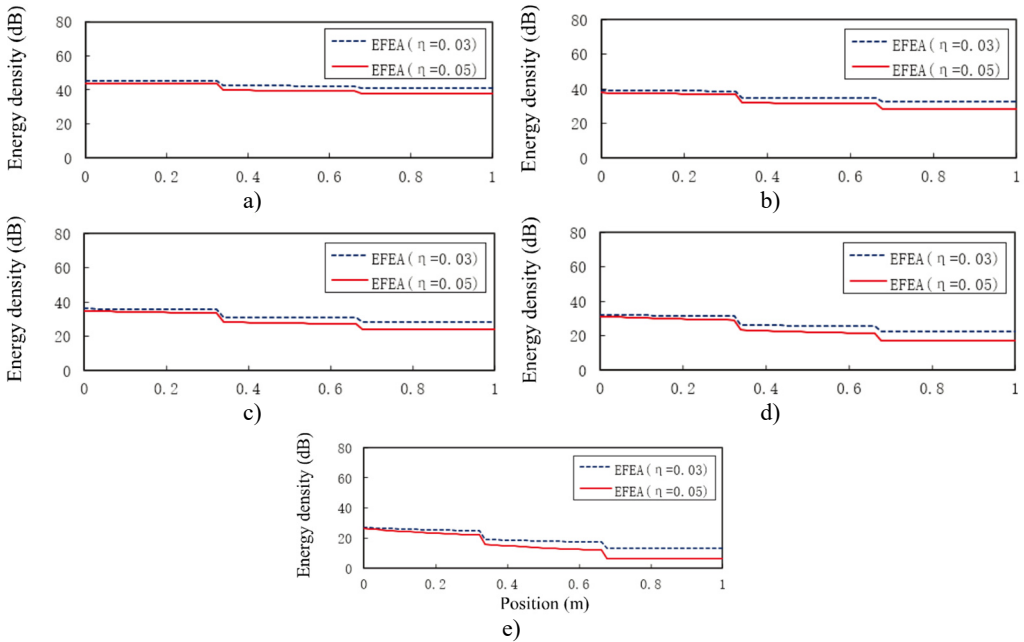 Energy density (dB)
80
60
40
20
0
EFEA(η=0.03)
EFEA(η=0.05)
0 0.2 0.4 0.6 0.8 1
a)
Energy density (dB)
80
60
40
20
0
EFEA(η=0.03)
EFEA(η=0.05)
0 0.2 0.4 0.6 0.8 1
b)
Energy density (dB)
80
60
40
20
0
EFEA(η=0.03)
EFEA(η=0.05)
0 0.2 0.4 0.6 0.8 1
c)
Energy density (dB)
80
60
40
20
0
EFEA(η=0.03)
EFEA(η=0.05)
0 0.2 0.4 0.6 0.8 1
d)
Energy density (dB)
80
60
40
20
0
EFEA(η=0.03)
EFEA(η=0.05)
0 0.2 0.4 0.6 0.8 1
Position (m)
e)